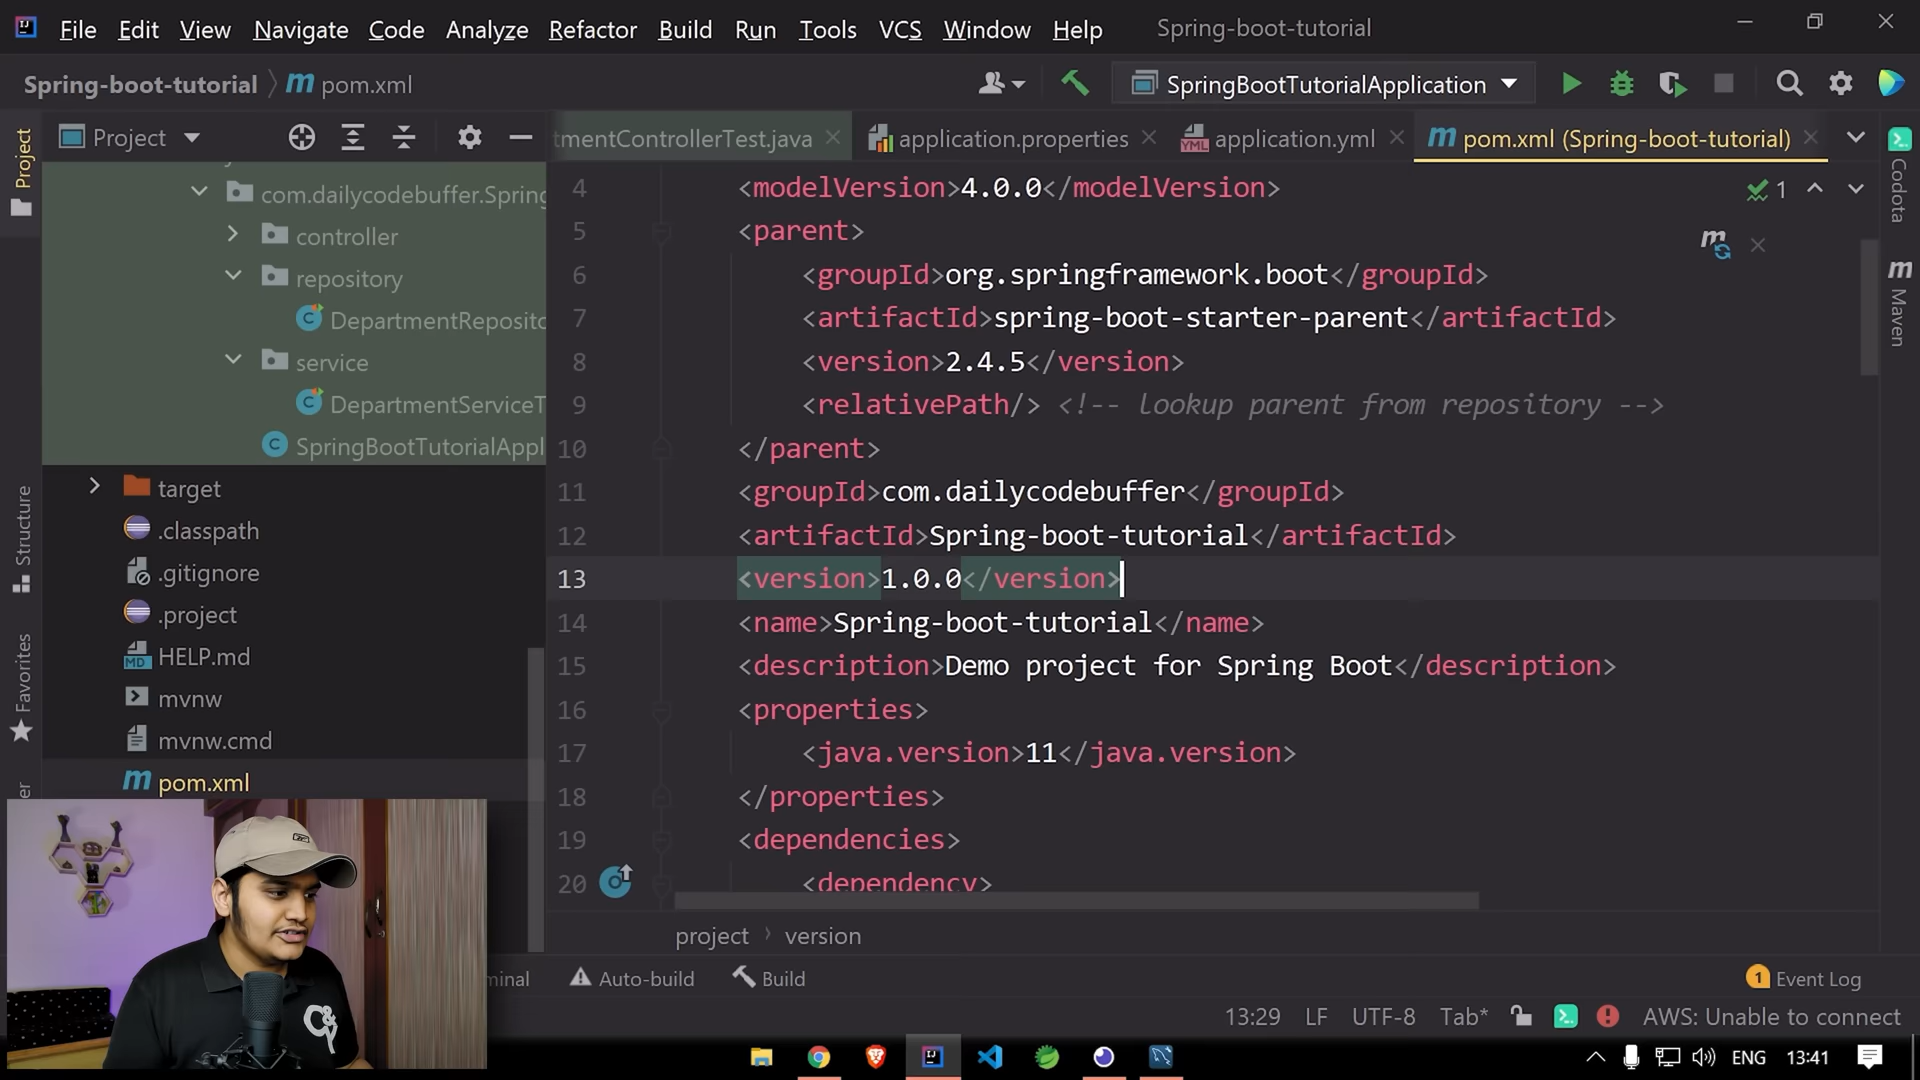 File Edit View Navigate Code Analyze Refactor Build Run Tools VCS Window Help Spring-boot-tutorial
Spring-boot-tutorial pom.xml SpringBootTutorialApplication
Project
Project
tmentControllerTest.java application.properties application.yml pom.xml (Spring-boot-tutorial)
com.dailycodebuffer.Spring
controller
repository
DepartmentReposito
service
DepartmentServiceT
SpringBootTutorialAppl
target
.classpath
.gitignore
.project
HELP.md
mvnw
mvnw.cmd
pom.xml
Structure
Favorites
4 <modelVersion>4.0.0</modelVersion>
5 <parent>
6 <groupId>org.springframework.boot</groupId>
7 <artifactId>spring-boot-starter-parent</artifactId>
8 <version>2.4.5</version>
9 <relativePath/> <!-- lookup parent from repository -->
10 </parent>
11 <groupId>com.dailycodebuffer</groupId>
12 <artifactId>Spring-boot-tutorial</artifactId>
13 <version>1.0.0</version>
14 <name>Spring-boot-tutorial</name>
15 <description>Demo project for Spring Boot</description>
16 <properties>
17 <java.version>11</java.version>
18 </properties>
19 <dependencies>
20 <dependency>
1
Codota
Maven
project › version
minal Auto-build Build 1 Event Log
13:29 LF UTF-8 Tab* AWS: Unable to connect
ENG 13:41